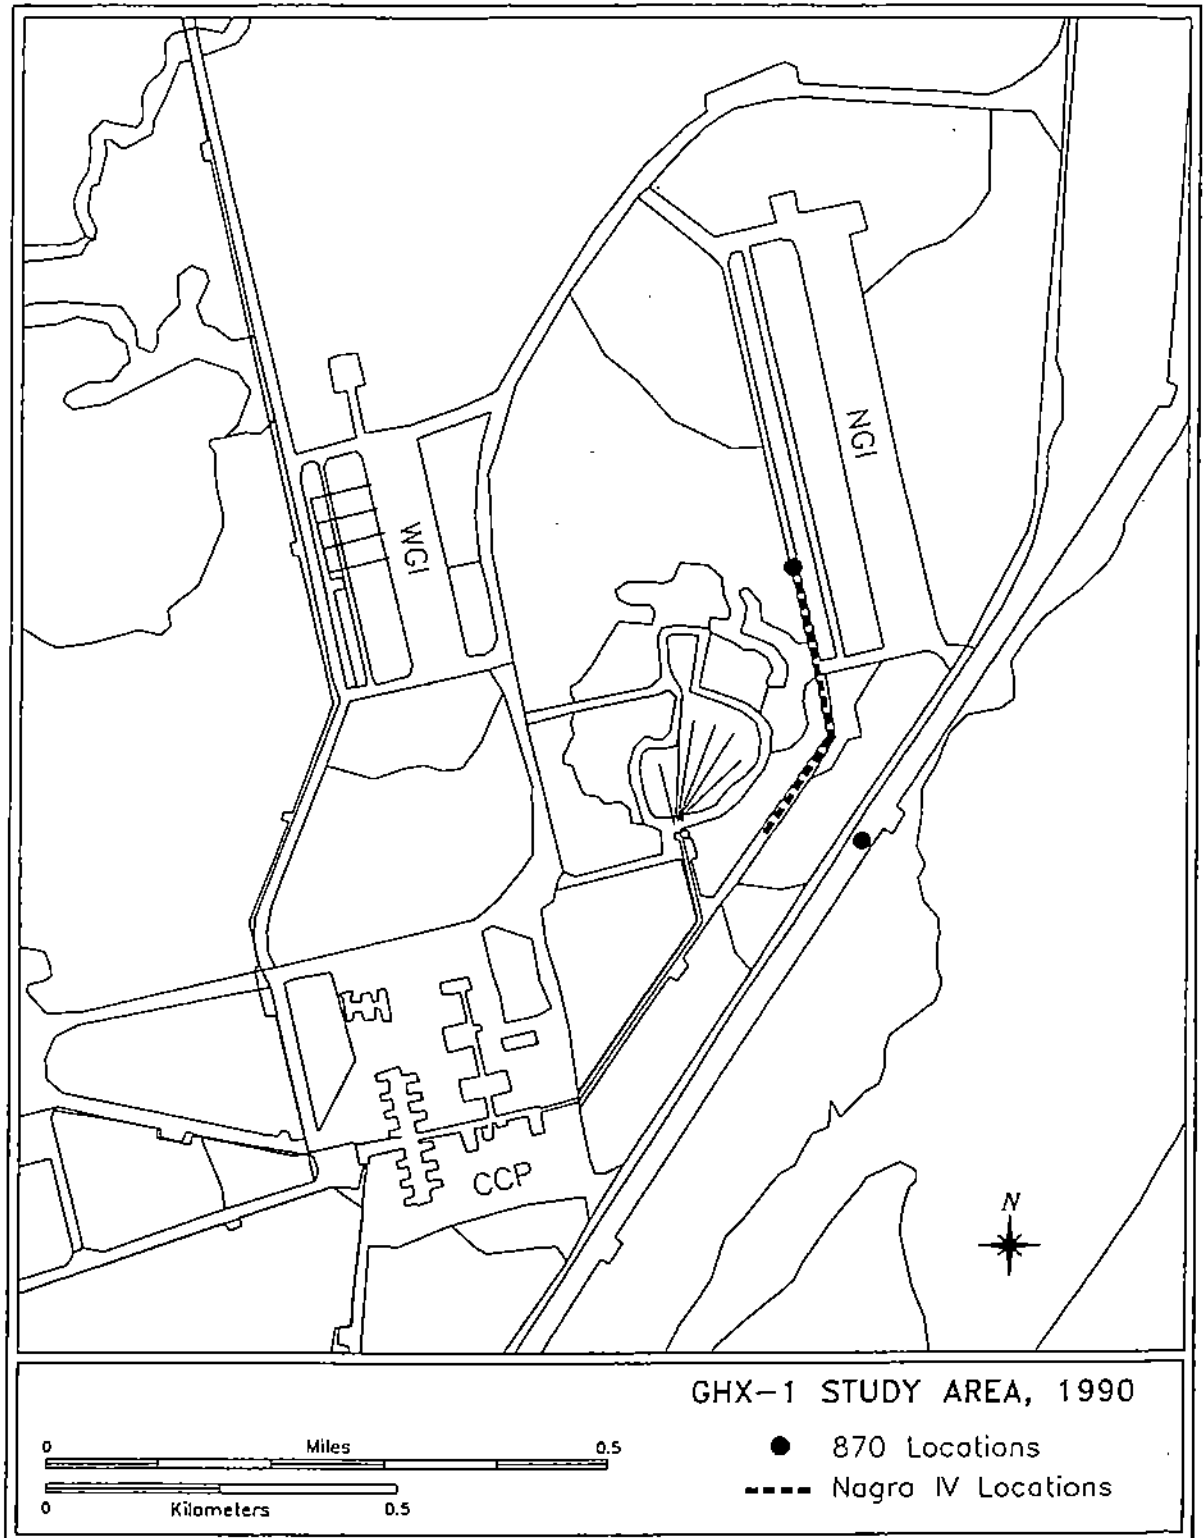 NGI
WGI
CCP
N
GHX-1 STUDY AREA, 1990
870 Locations
Nagra IV Locations
0 Miles 0.5
0 Kilometers 0.5